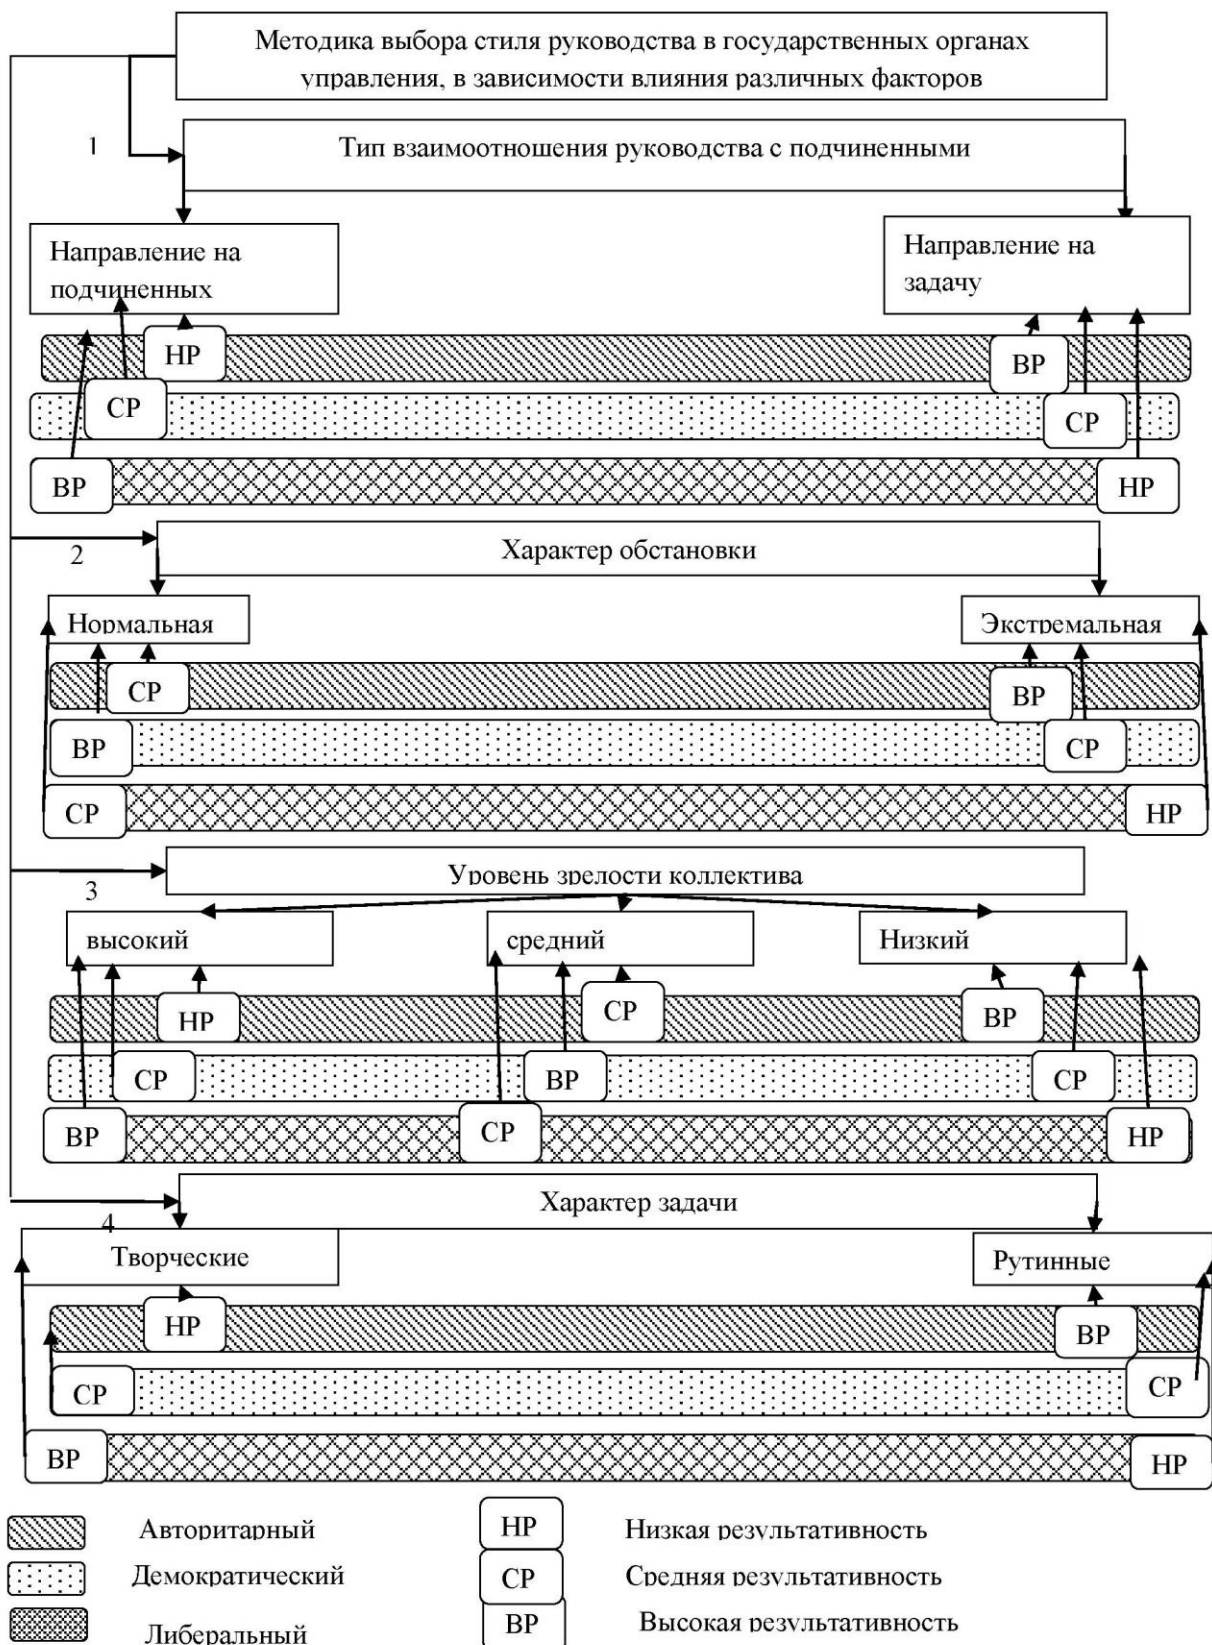 Методика выбора стиля руководства в государственных органах
управления, в зависимости влияния различных факторов
1
Тип взаимоотношения руководства с подчиненными
Направление на
подчиненных
Направление на
задачу
НР
ВР
СР
СР
ВР
НР
2
Характер обстановки
Нормальная
Экстремальная
СР
ВР
ВР
СР
СР
НР
3
Уровень зрелости коллектива
высокий
средний
Низкий
НР
СР
ВР
СР
ВР
СР
ВР
СР
НР
4
Характер задачи
Творческие
Рутинные
НР
ВР
СР
СР
ВР
НР
Авторитарный
НР
Низкая результативность
Демократический
СР
Средняя результативность
Либеральный
ВР
Высокая результативность